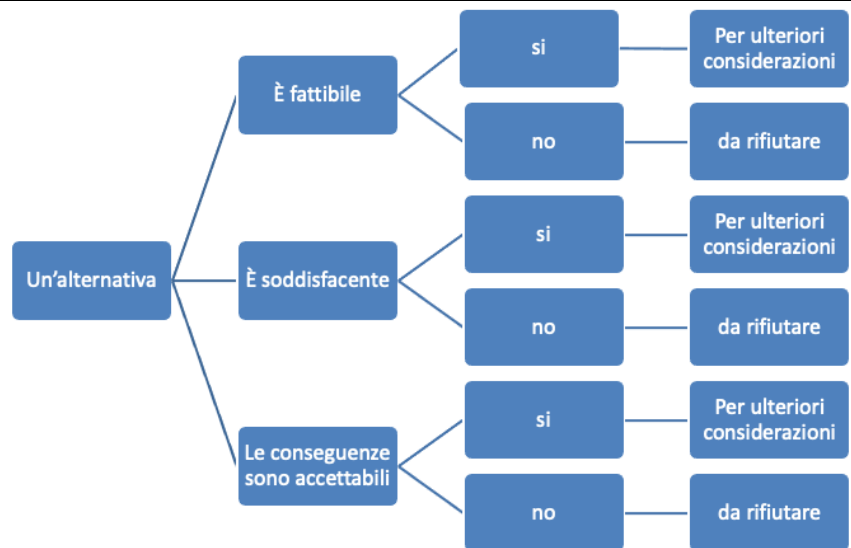 si
Per ulteriori
considerazioni
È fattibile
no
da rifiutare
si
Per ulteriori
considerazioni
Un’alternativa
È soddisfacente
no
da rifiutare
si
Per ulteriori
considerazioni
Le conseguenze
sono accettabili
no
da rifiutare